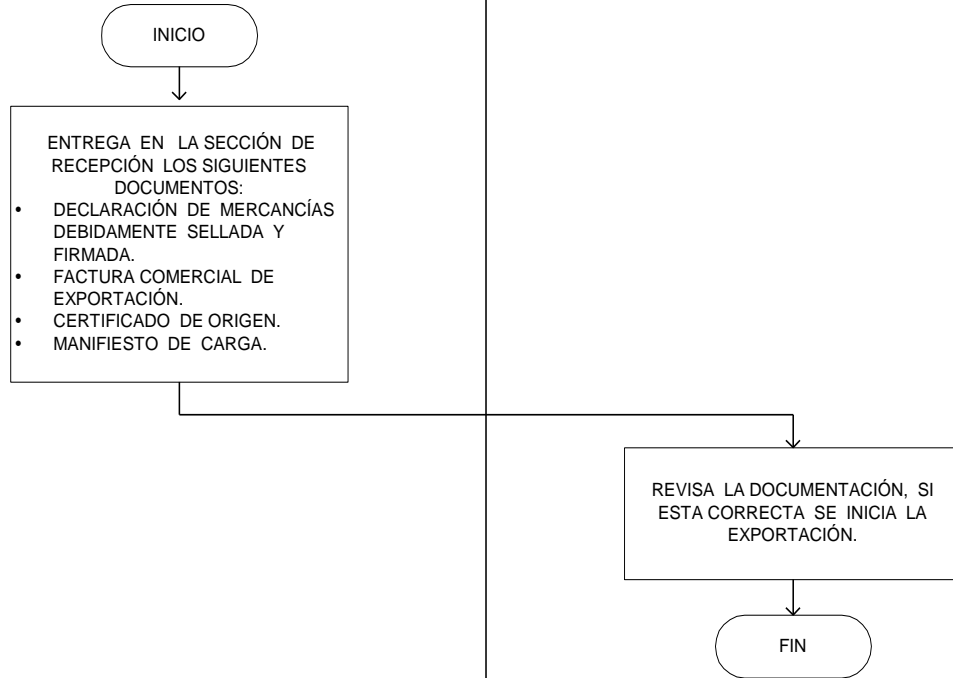 INICIO
ENTREGA EN LA SECCIÓN DE
RECEPCIÓN LOS SIGUIENTES
DOCUMENTOS:
• DECLARACIÓN DE MERCANCÍAS
DEBIDAMENTE SELLADA Y
FIRMADA.
• FACTURA COMERCIAL DE
EXPORTACIÓN.
• CERTIFICADO DE ORIGEN.
• MANIFIESTO DE CARGA.
REVISA LA DOCUMENTACIÓN, SI
ESTA CORRECTA SE INICIA LA
EXPORTACIÓN.
FIN